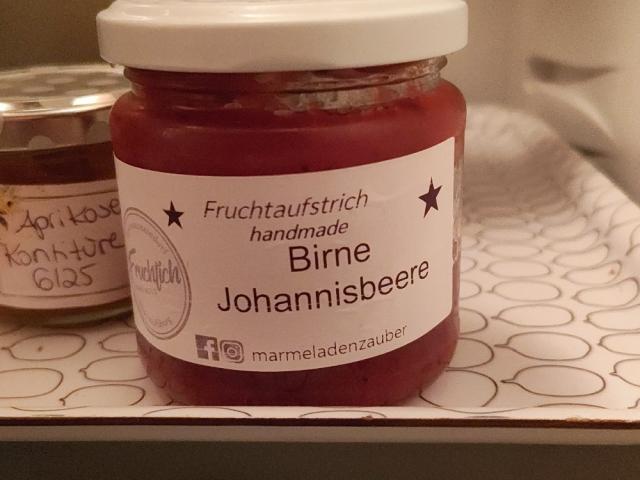 Aprikose
Konfitüre
6125
Fruchtaufstrich
handmade
Birne
Johannisbeere
Fruchtich
marmeladenzauber